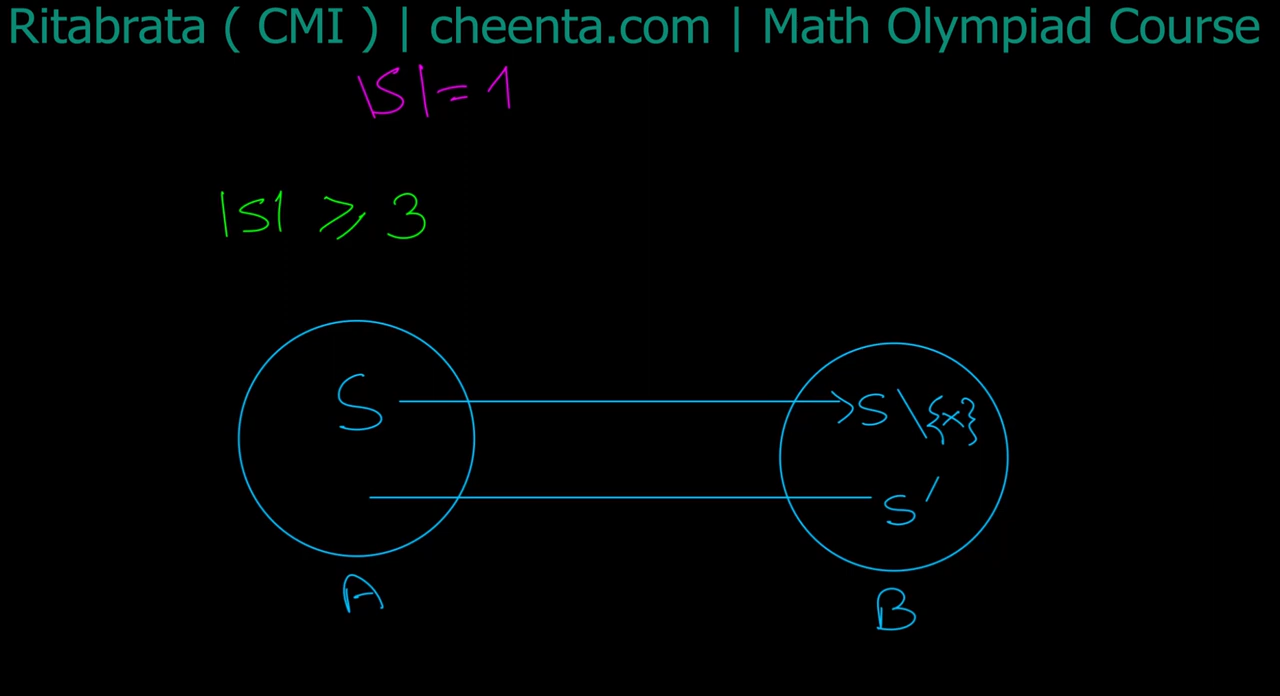 Ritabrata ( CMI ) | cheenta.com | Math Olympiad Course
|S| = 1
|S| ⩾ 3
S
S \ {x}
S'
A
B